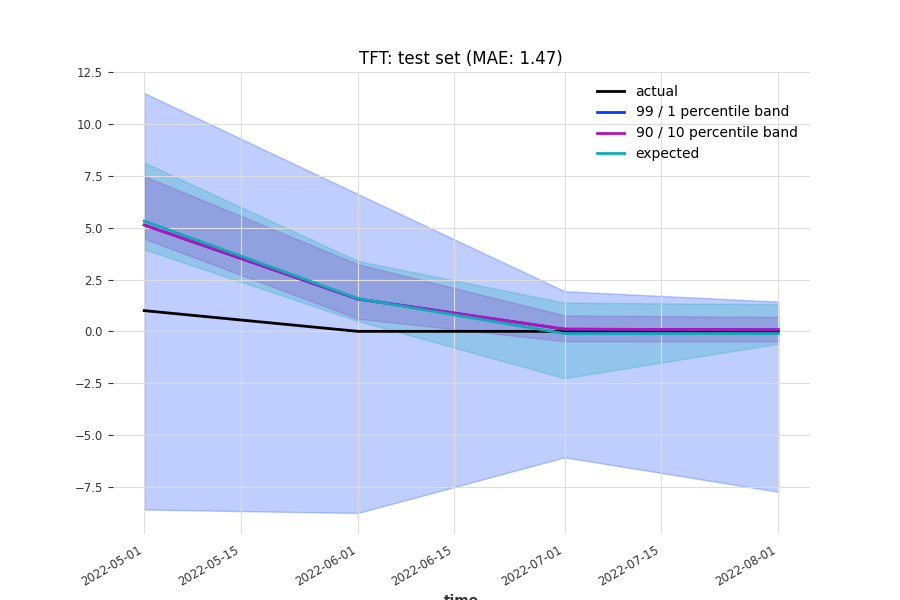 TFT: test set (MAE: 1.47)
actual
99 / 1 percentile band
90 / 10 percentile band
expected
12.5
10.0
7.5
5.0
2.5
0.0
−2.5
−5.0
−7.5
2022-05-01
2022-05-15
2022-06-01
2022-06-15
2022-07-01
2022-07-15
2022-08-01
time